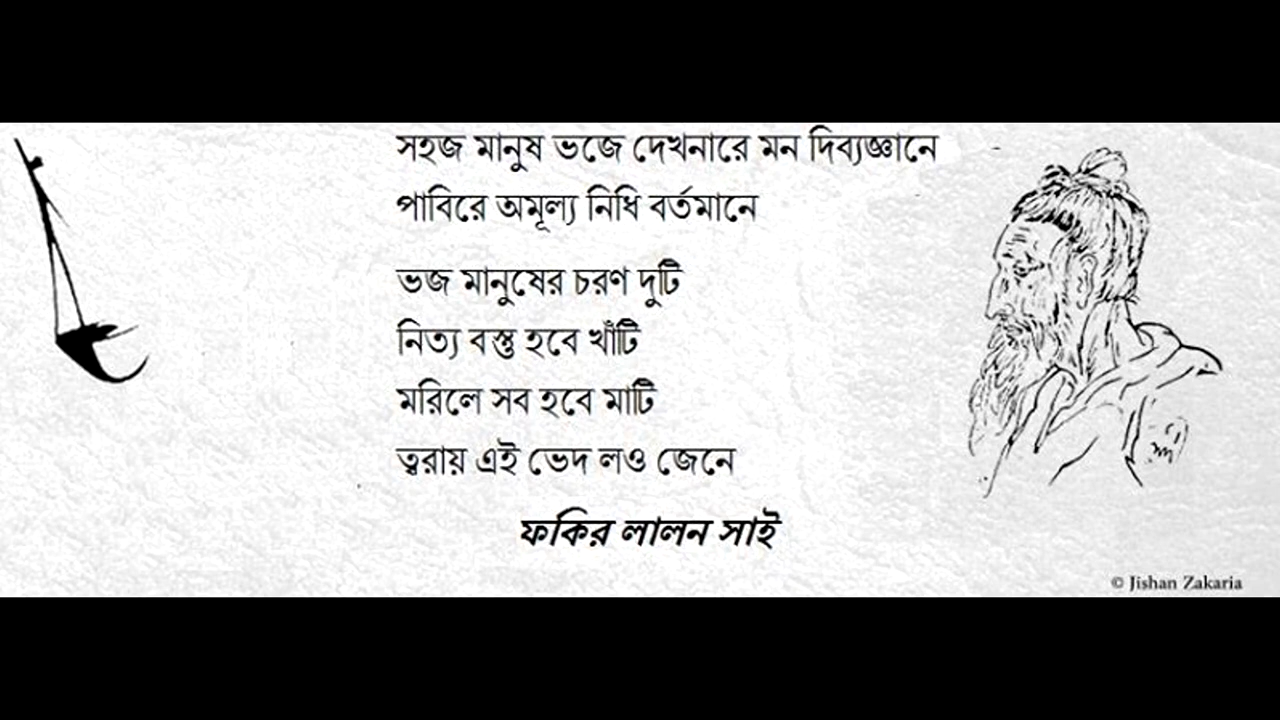 সহজ মানুষ ভজে দেখনারে মন দিব্যজ্ঞানে
পাবিরে অমূল্য নিধি বর্তমানে
ভজ মানুষের চরণ দুটি
নিত্য বস্তু হবে খাঁটি
মরিলে সব হবে মাটি
ত্বরায় এই ভেদ লও জেনে
ফকির লালন সাই
© Jishan Zakaria